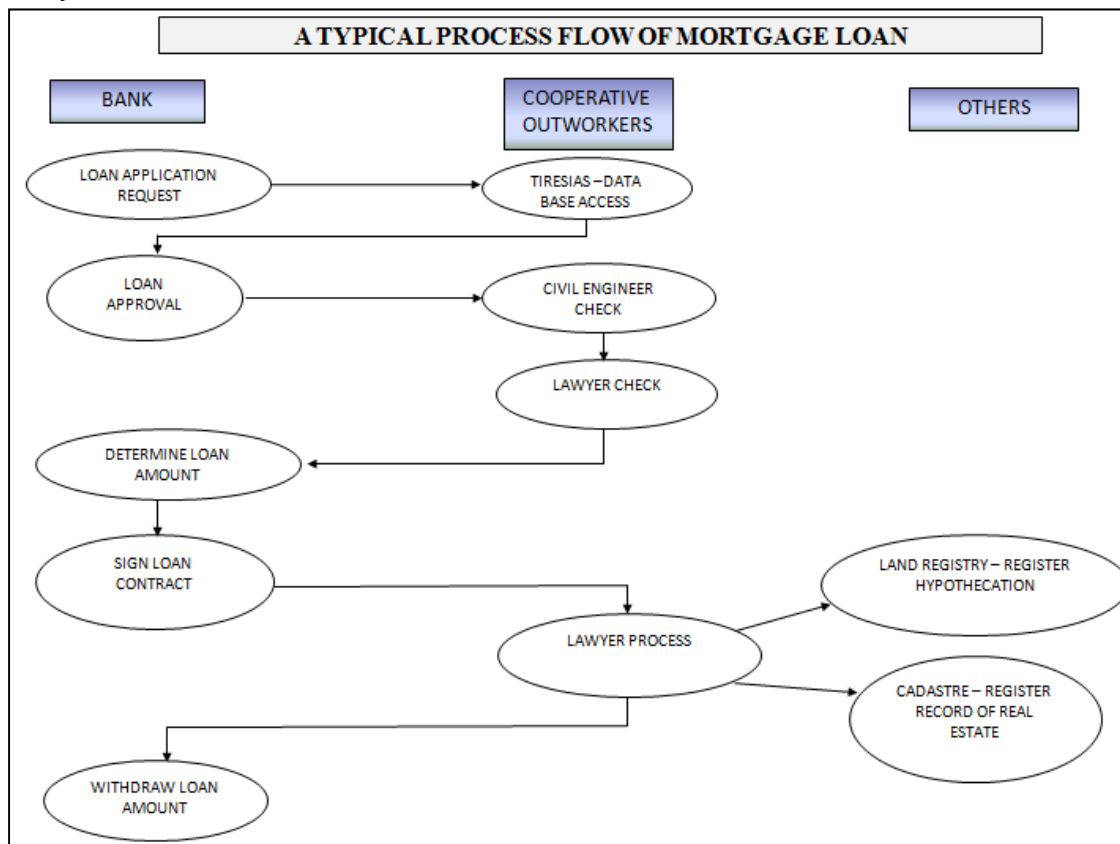 A TYPICAL PROCESS FLOW OF MORTGAGE LOAN
BANK
COOPERATIVE
OUTWORKERS
OTHERS
LOAN APPLICATION
REQUEST
TIRESIAS – DATA
BASE ACCESS
LOAN
APPROVAL
CIVIL ENGINEER
CHECK
LAWYER CHECK
DETERMINE LOAN
AMOUNT
SIGN LOAN
CONTRACT
LAND REGISTRY – REGISTER
HYPOTHECATION
LAWYER PROCESS
CADASTRE – REGISTER
RECORD OF REAL
ESTATE
WITHDRAW LOAN
AMOUNT